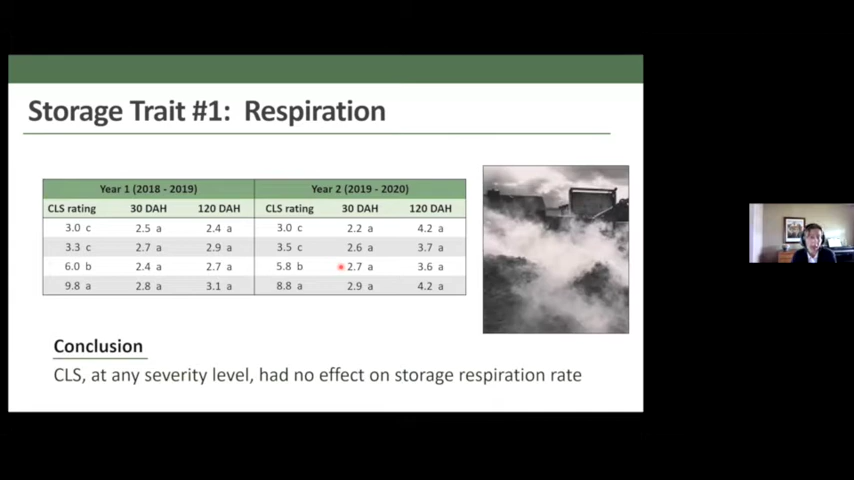 Storage Trait #1: Respiration
Year 1 (2018 - 2019) Year 2 (2019 - 2020)
CLS rating 30 DAH 120 DAH CLS rating 30 DAH 120 DAH
3.0 c 2.5 a 2.4 a 3.0 c 2.2 a 4.2 a
3.3 c 2.7 a 2.9 a 3.5 c 2.6 a 3.7 a
6.0 b 2.4 a 2.7 a 5.8 b 2.7 a 3.6 a
9.8 a 2.8 a 3.1 a 8.8 a 2.9 a 4.2 a
Conclusion
CLS, at any severity level, had no effect on storage respiration rate